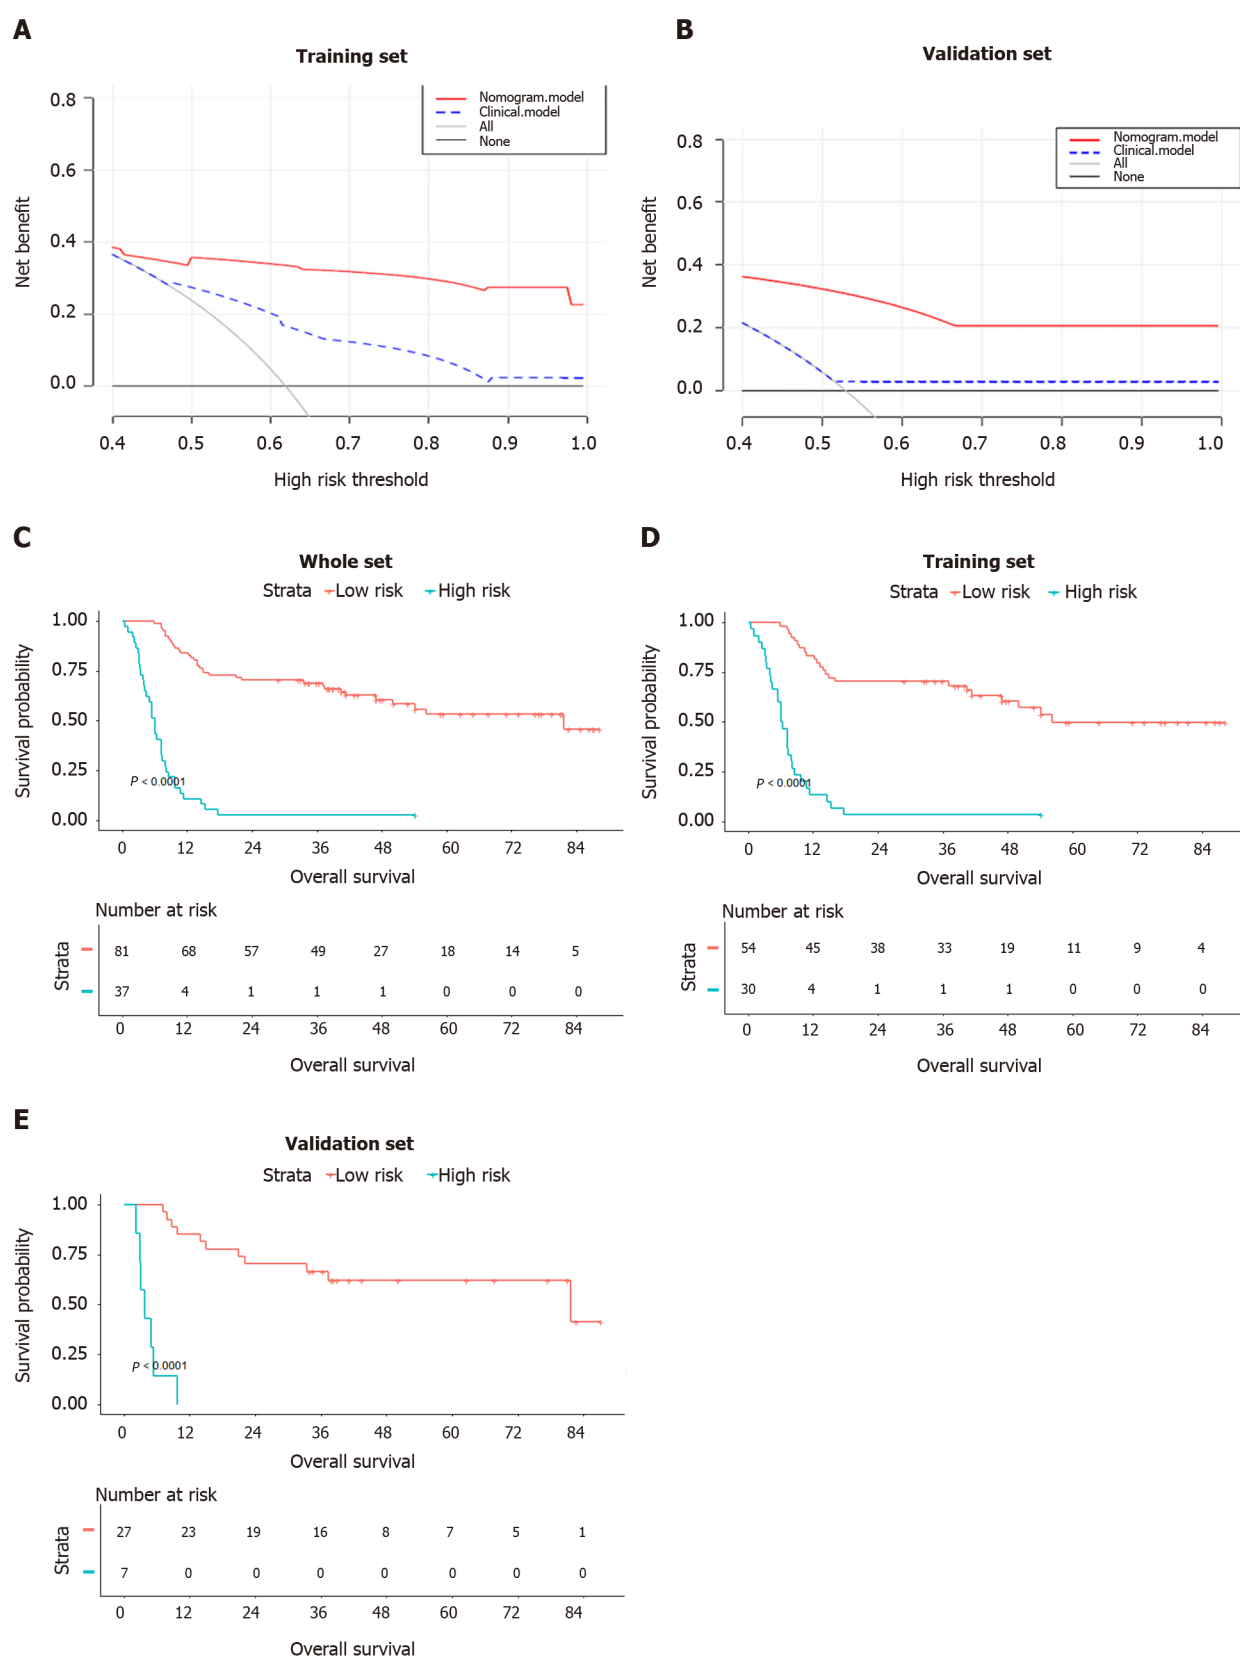 A
Training set
Nomogram.model
Clinical.model
All
None
0.8
0.6
0.4
0.2
0.0
Net benefit
0.4 0.5 0.6 0.7 0.8 0.9 1.0
High risk threshold
B
Validation set
Nomogram.model
Clinical.model
All
None
0.8
0.6
0.4
0.2
0.0
Net benefit
0.4 0.5 0.6 0.7 0.8 0.9 1.0
High risk threshold
C
Whole set
Strata Low risk High risk
1.00
0.75
0.50
0.25
0.00
Survival probability
P < 0.0001
0 12 24 36 48 60 72 84
Overall survival
Number at risk
Strata
81 68 57 49 27 18 14 5
37 4 1 1 1 0 0 0
0 12 24 36 48 60 72 84
Overall survival
D
Training set
Strata Low risk High risk
1.00
0.75
0.50
0.25
0.00
Survival probability
P < 0.0001
0 12 24 36 48 60 72 84
Overall survival
Number at risk
Strata
54 45 38 33 19 11 9 4
30 4 1 1 1 0 0 0
0 12 24 36 48 60 72 84
Overall survival
E
Validation set
Strata Low risk High risk
1.00
0.75
0.50
0.25
0.00
Survival probability
P < 0.0001
0 12 24 36 48 60 72 84
Overall survival
Number at risk
Strata
27 23 19 16 8 7 5 1
7 0 0 0 0 0 0 0
0 12 24 36 48 60 72 84
Overall survival